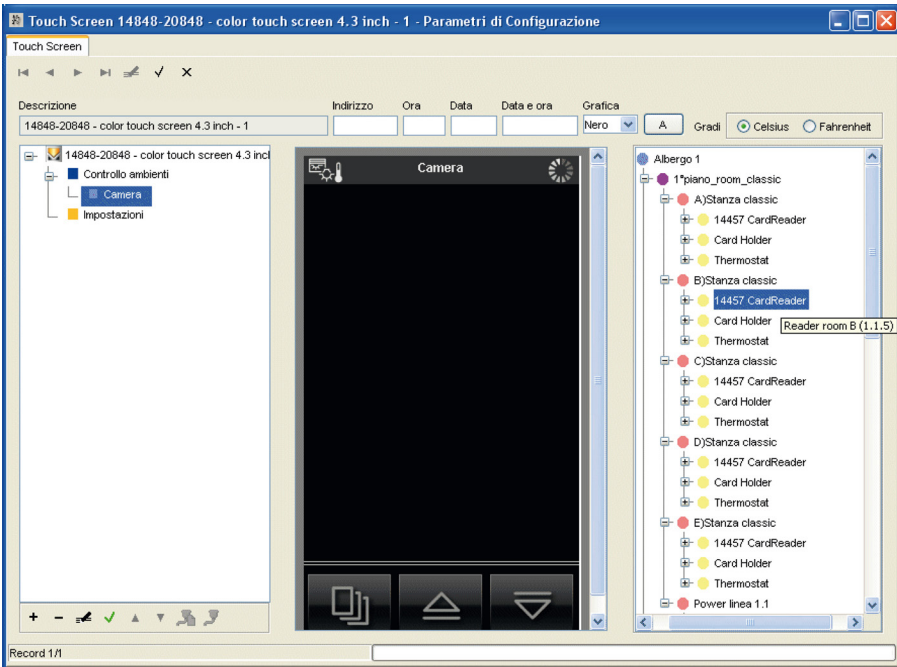 Touch Screen 14848-20848 - color touch screen 4.3 inch - 1 - Parametri di Configurazione
Touch Screen
Descrizione Indirizzo Ora Data Data e ora Grafica
14848-20848 - color touch screen 4.3 inch - 1 Nero A Gradi Celsius Fahrenheit
14848-20848 - color touch screen 4.3 incl
Controllo ambienti
Camera
Impostazioni
Camera
Albergo 1
1°piano_room_classic
A)Stanza classic
14457 CardReader
Card Holder
Thermostat
B)Stanza classic
14457 CardReader
Card Holder
Reader room B (1.1.5)
Thermostat
C)Stanza classic
14457 CardReader
Card Holder
Thermostat
D)Stanza classic
14457 CardReader
Card Holder
Thermostat
E)Stanza classic
14457 CardReader
Card Holder
Thermostat
Power linea 1.1
Record 1/1